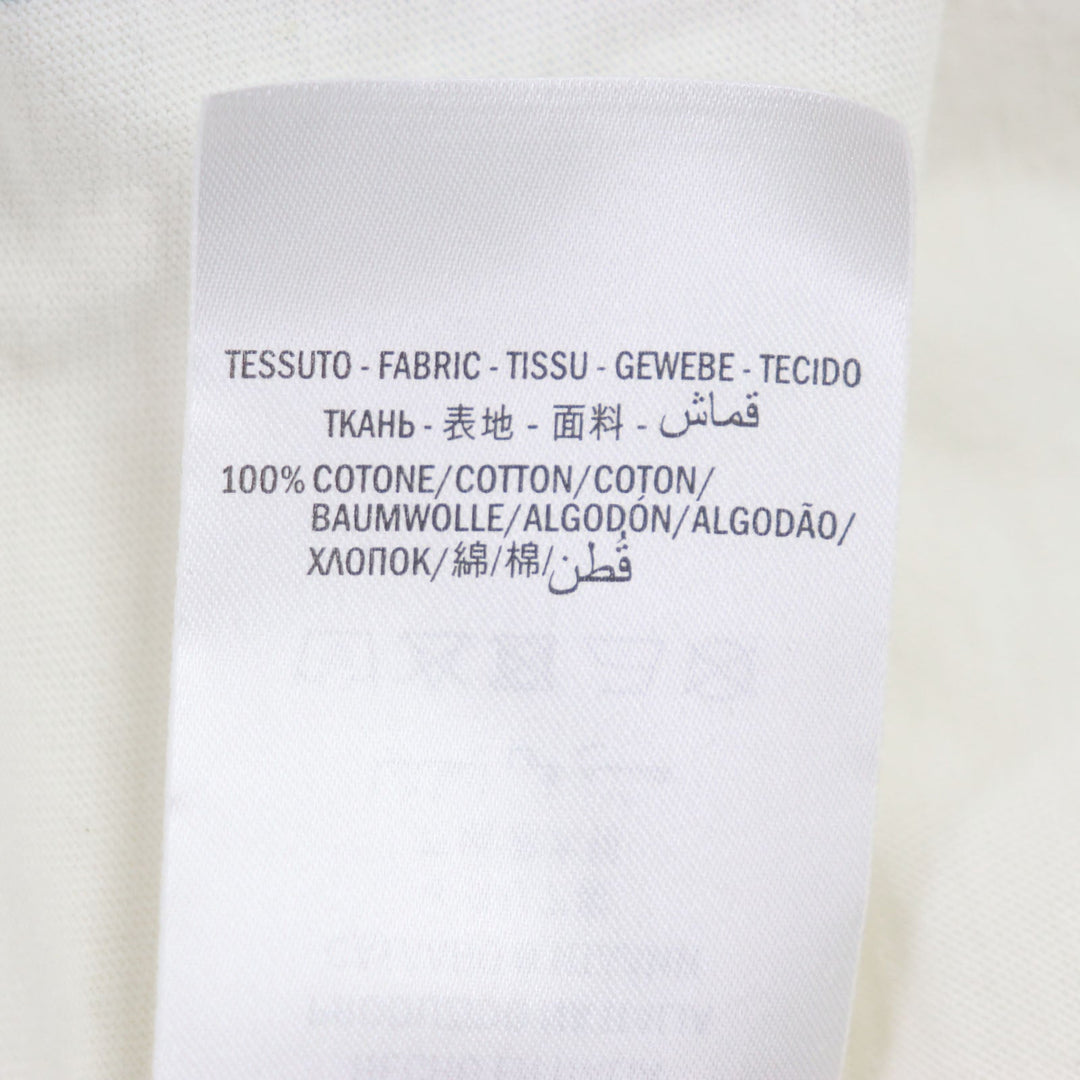 TESSUTO - FABRIC - TISSU - GEWEBE - TECIDO
ТКАНЬ - 表地 - 面料 - قماش
100% COTONE/COTTON/COTON/
BAUMWOLLE/ALGODÓN/ALGODÃO/
ХЛОПОК/綿/棉/قُطن